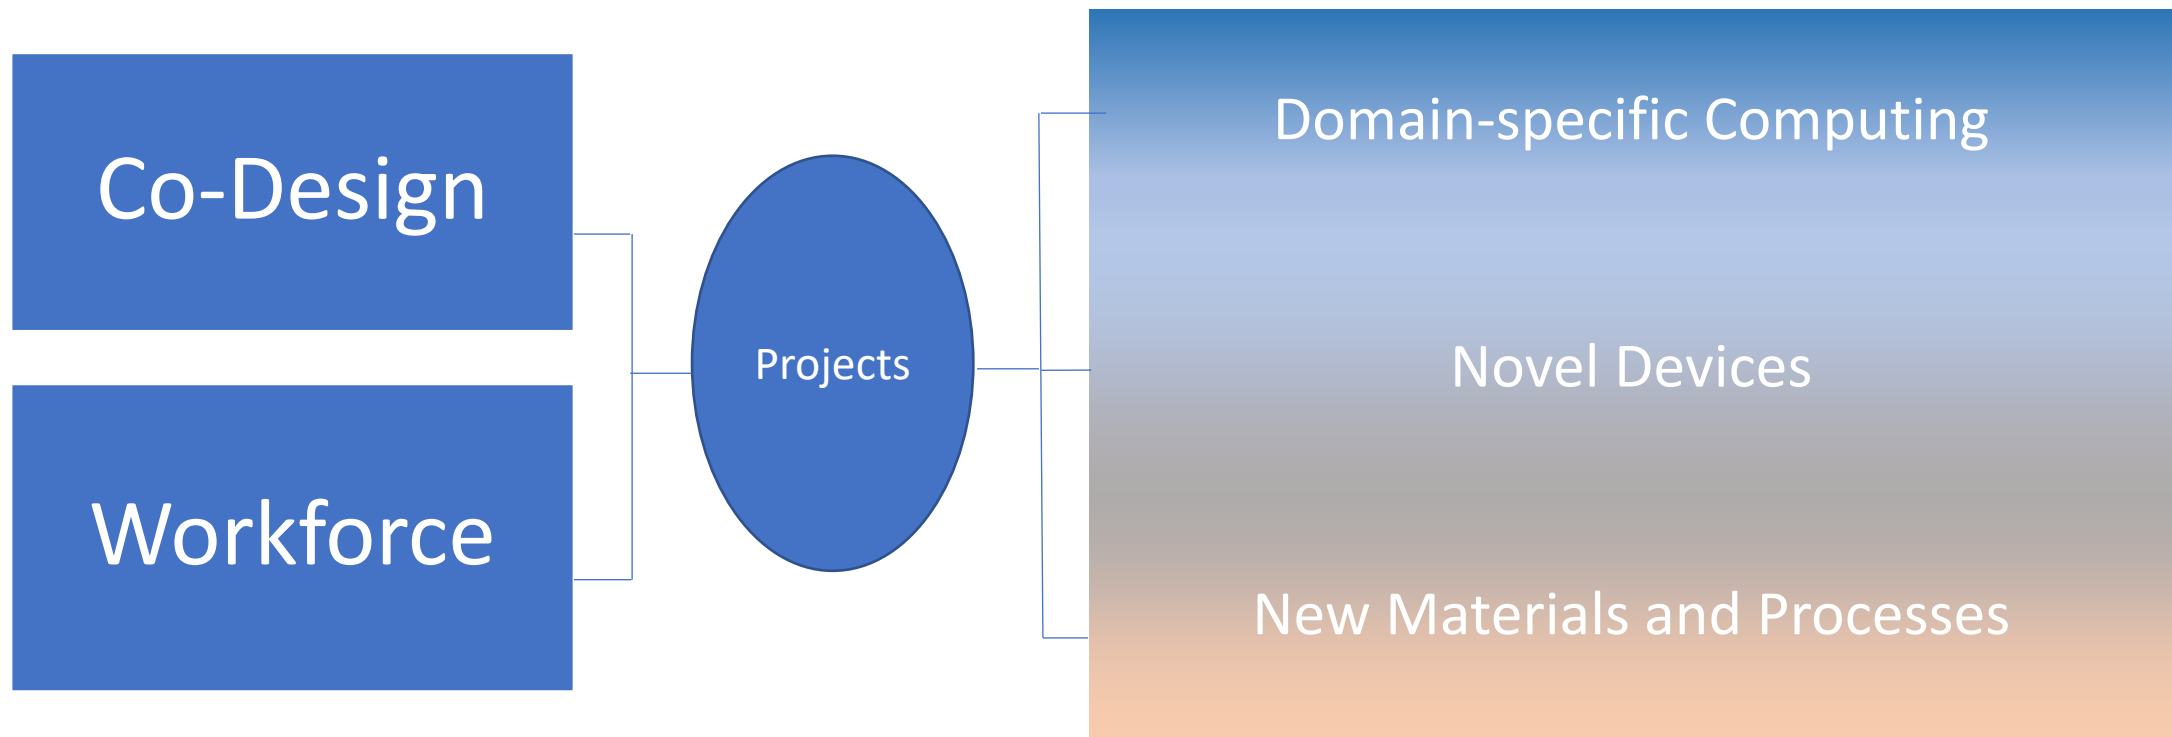 Co-Design
Workforce
Projects
Domain-specific Computing
Novel Devices
New Materials and Processes